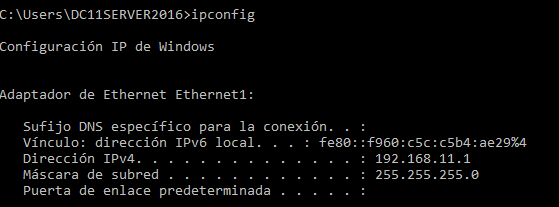 C:\Users\DC11SERVER2016>ipconfig
Configuración IP de Windows
Adaptador de Ethernet Ethernet1:
Sufijo DNS específico para la conexión. . :
Vínculo: dirección IPv6 local. . . : fe80::f960:c5c:c5b4:ae29%4
Dirección IPv4. . . . . . . . . . . . . . : 192.168.11.1
Máscara de subred . . . . . . . . . . . . : 255.255.255.0
Puerta de enlace predeterminada . . . . . :